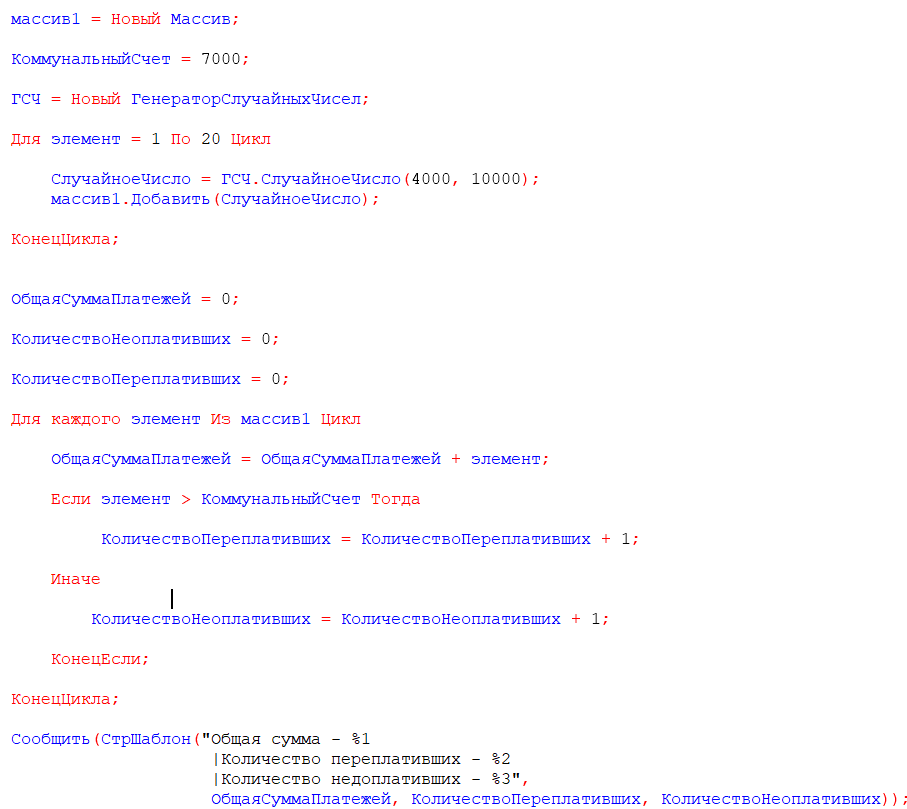 массив1 = Новый Массив;
КоммунальныйСчет = 7000;
ГСЧ = Новый ГенераторСлучайныхЧисел;
Для элемент = 1 По 20 Цикл
СлучайноеЧисло = ГСЧ.СлучайноеЧисло(4000, 10000);
массив1.Добавить(СлучайноеЧисло);
КонецЦикла;
ОбщаяСуммаПлатежей = 0;
КоличествоНеоплативших = 0;
КоличествоПереплативших = 0;
Для каждого элемент Из массив1 Цикл
ОбщаяСуммаПлатежей = ОбщаяСуммаПлатежей + элемент;
Если элемент > КоммунальныйСчет Тогда
КоличествоПереплативших = КоличествоПереплативших + 1;
Иначе
КоличествоНеоплативших = КоличествоНеоплативших + 1;
КонецЕсли;
КонецЦикла;
Сообщить(СтрШаблон("Общая сумма - %1
|Количество переплативших - %2
|Количество недоплативших - %3",
ОбщаяСуммаПлатежей, КоличествоПереплативших, КоличествоНеоплативших));